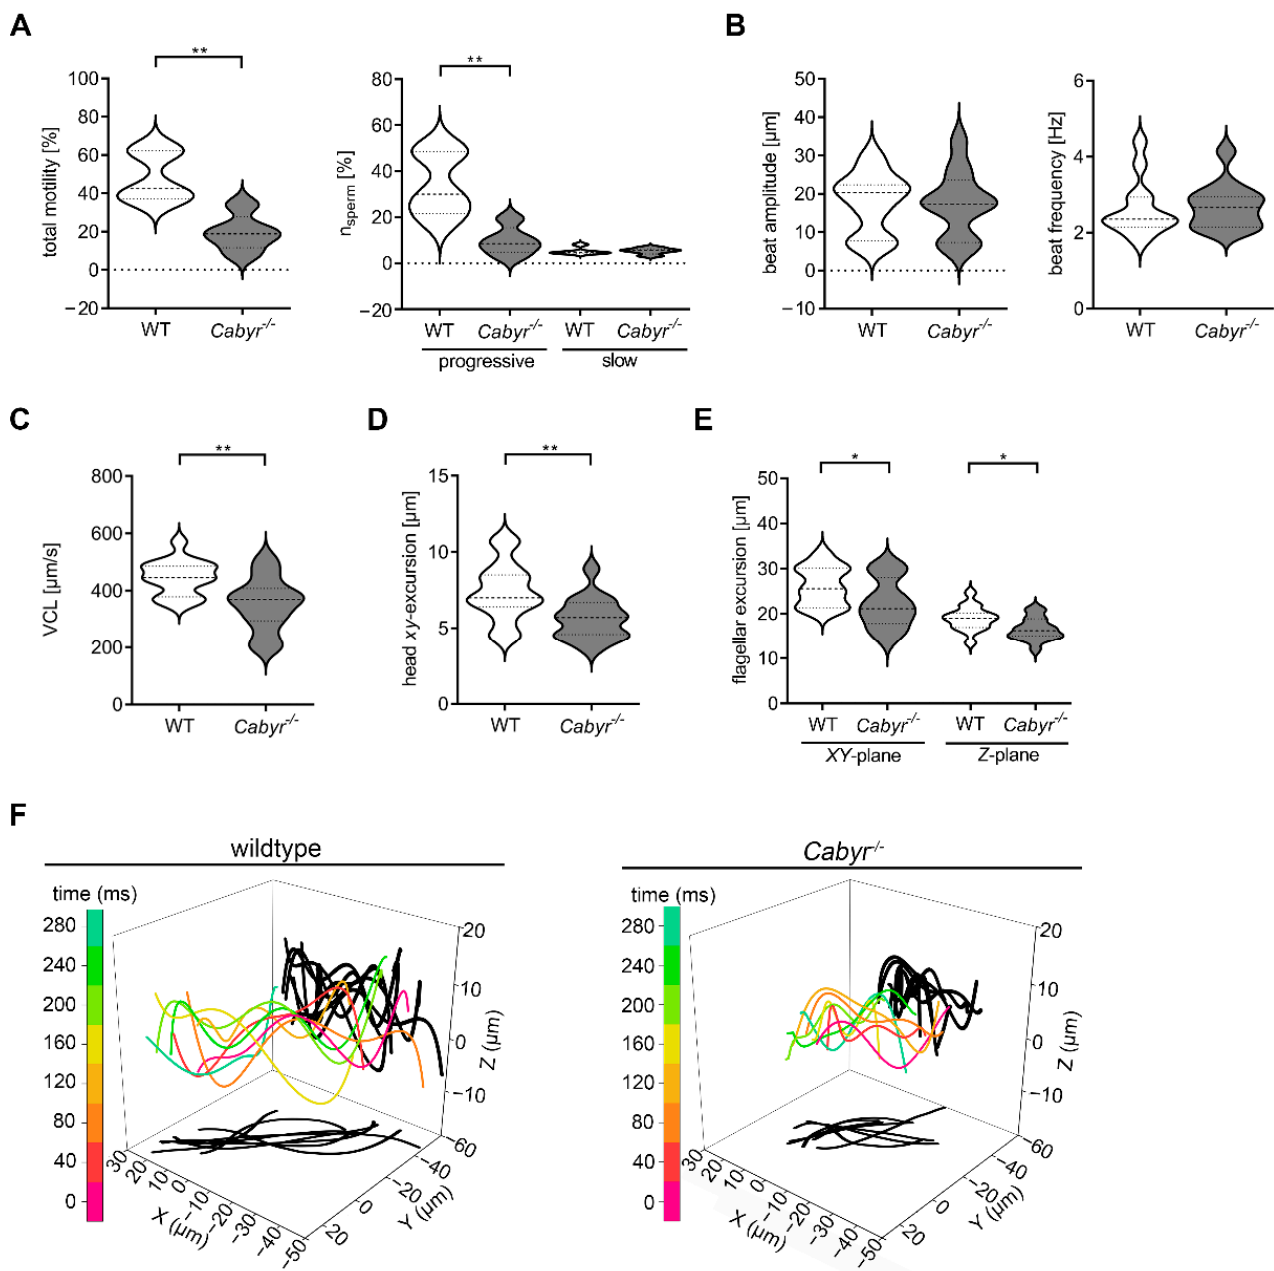 A
B
**
**
total motility [%]
100
80
60
40
20
0
−20
WT
Cabyr-/-
nsperm [%]
80
60
40
20
0
−20
WT
Cabyr-/-
WT
Cabyr-/-
progressive
slow
beat amplitude [µm]
50
40
30
20
10
0
−10
WT
Cabyr-/-
beat frequency [Hz]
6
4
2
0
WT
Cabyr-/-
C
D
E
**
VCL [µm/s]
800
600
400
200
0
WT
Cabyr-/-
**
head xy-excursion [µm]
15
10
5
0
WT
Cabyr-/-
*
*
flagellar excursion [µm]
50
40
30
20
10
0
WT
Cabyr-/-
WT
Cabyr-/-
XY-plane
Z-plane
F
wildtype
time (ms)
280
240
200
160
120
80
40
0
20
10
0
−10
Z (µm)
−60
−40
−20
0
20
Y (µm)
30
20
10
0
−10
−20
−30
−40
−50
X (µm)
Cabyr-/-
time (ms)
280
240
200
160
120
80
40
0
20
10
0
−10
Z (µm)
−60
−40
−20
0
20
Y (µm)
30
20
10
0
−10
−20
−30
−40
−50
X (µm)